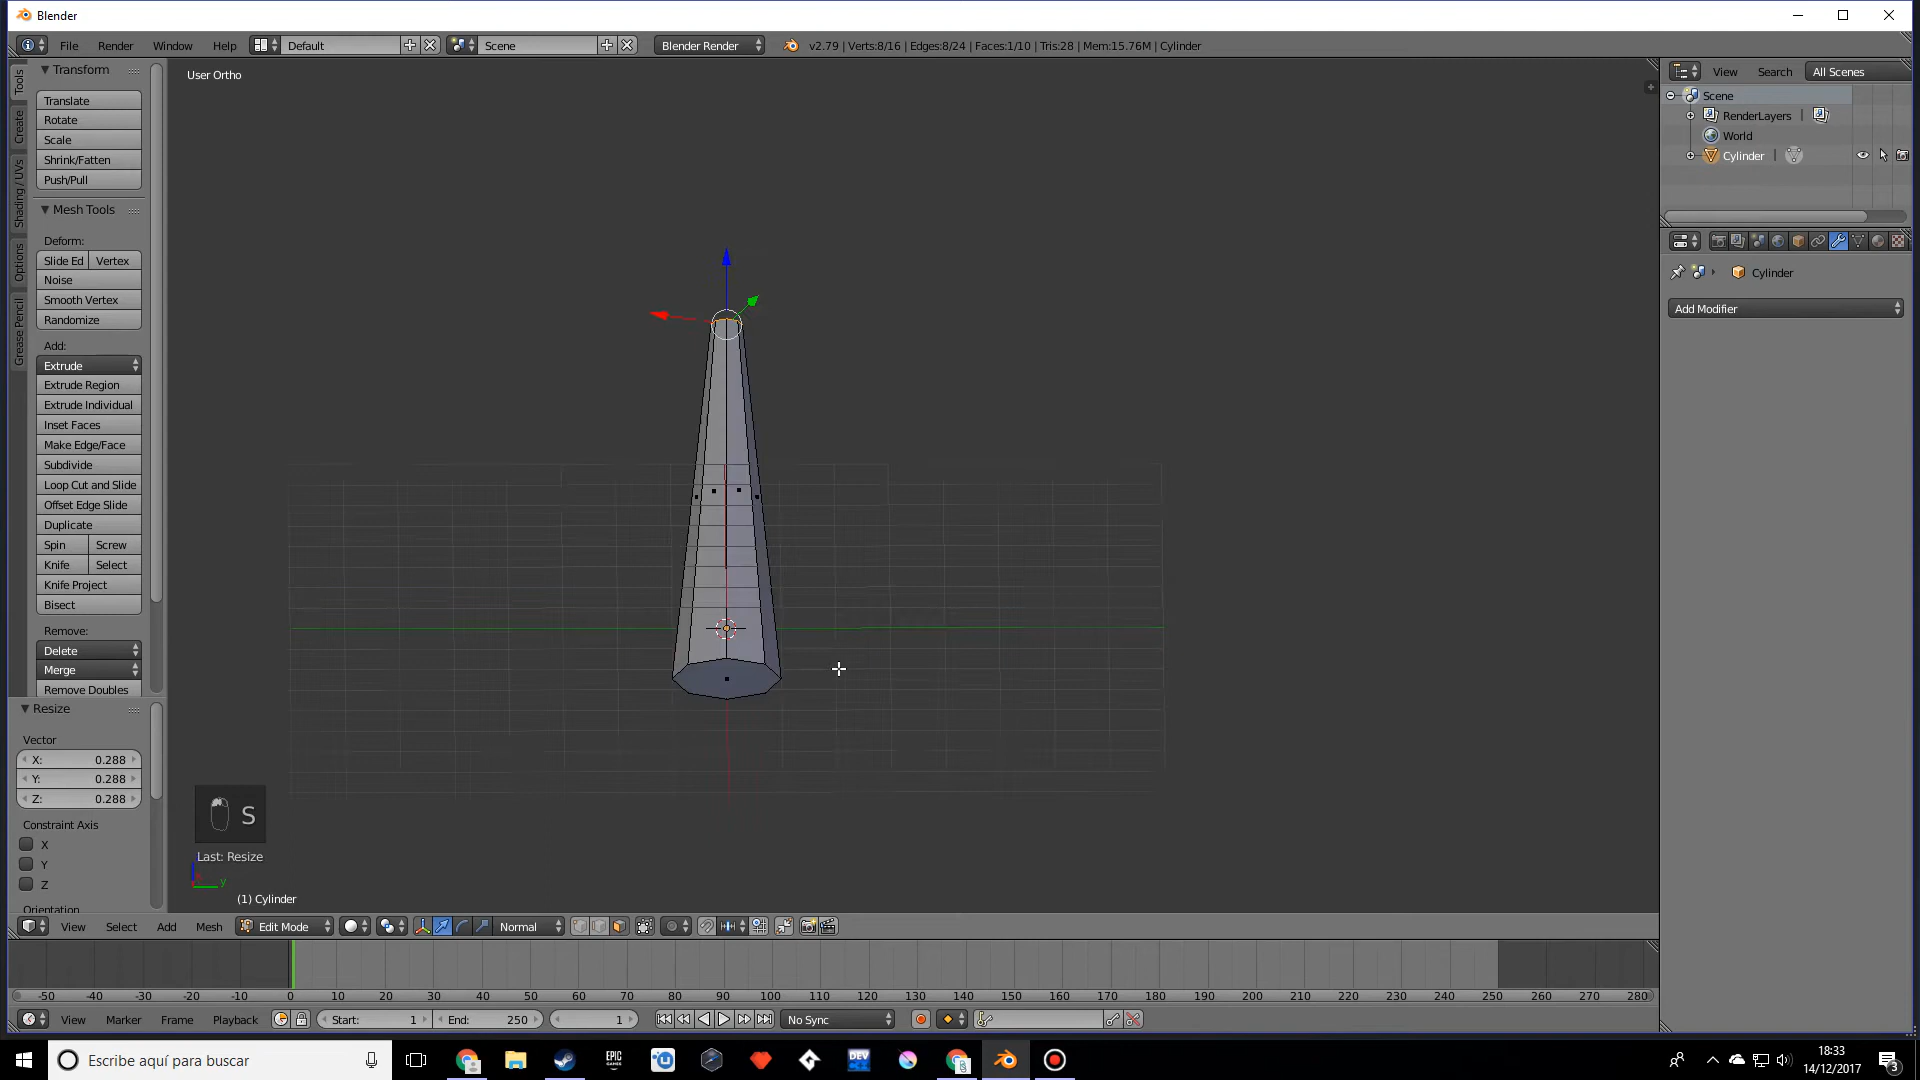 Blender
File Render Window Help Default Scene Blender Render v2.79 | Verts:8/16 | Edges:8/24 | Faces:1/10 | Tris:28 | Mem:15.76M | Cylinder
Tools
Create
Shading / UVs
Options
Grease Pencil
Transform
Translate
Rotate
Scale
Shrink/Fatten
Push/Pull
Mesh Tools
Deform:
Slide Ed Vertex
Noise
Smooth Vertex
Randomize
Add:
Extrude
Extrude Region
Extrude Individual
Inset Faces
Make Edge/Face
Subdivide
Loop Cut and Slide
Offset Edge Slide
Duplicate
Spin Screw
Knife Select
Knife Project
Bisect
Remove:
Delete
Merge
Remove Doubles
Resize
Vector
X: 0.288
Y: 0.288
Z: 0.288
Constraint Axis
X
Y
Z
Orientation
User Ortho
S
Last: Resize
y
(1) Cylinder
View Search All Scenes
Scene
RenderLayers
World
Cylinder
Cylinder
Add Modifier
View Select Add Mesh Edit Mode Normal
-50 -40 -30 -20 -10 0 10 20 30 40 50 60 70 80 90 100 110 120 130 140 150 160 170 180 190 200 210 220 230 240 250 260 270 280
View Marker Frame Playback Start: 1 End: 250 1 No Sync
Escribe aquí para buscar
EPIC GAMES
DEV
18:33
14/12/2017
3